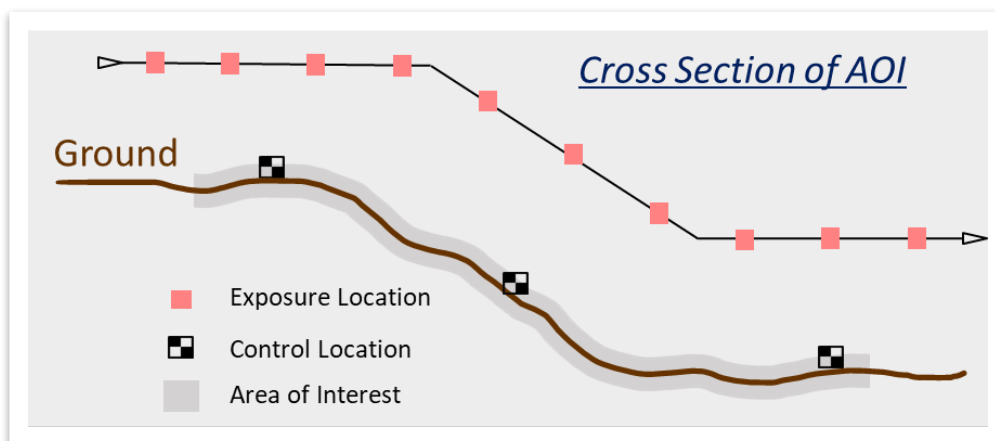 Cross Section of AOI
Ground
Exposure Location
Control Location
Area of Interest